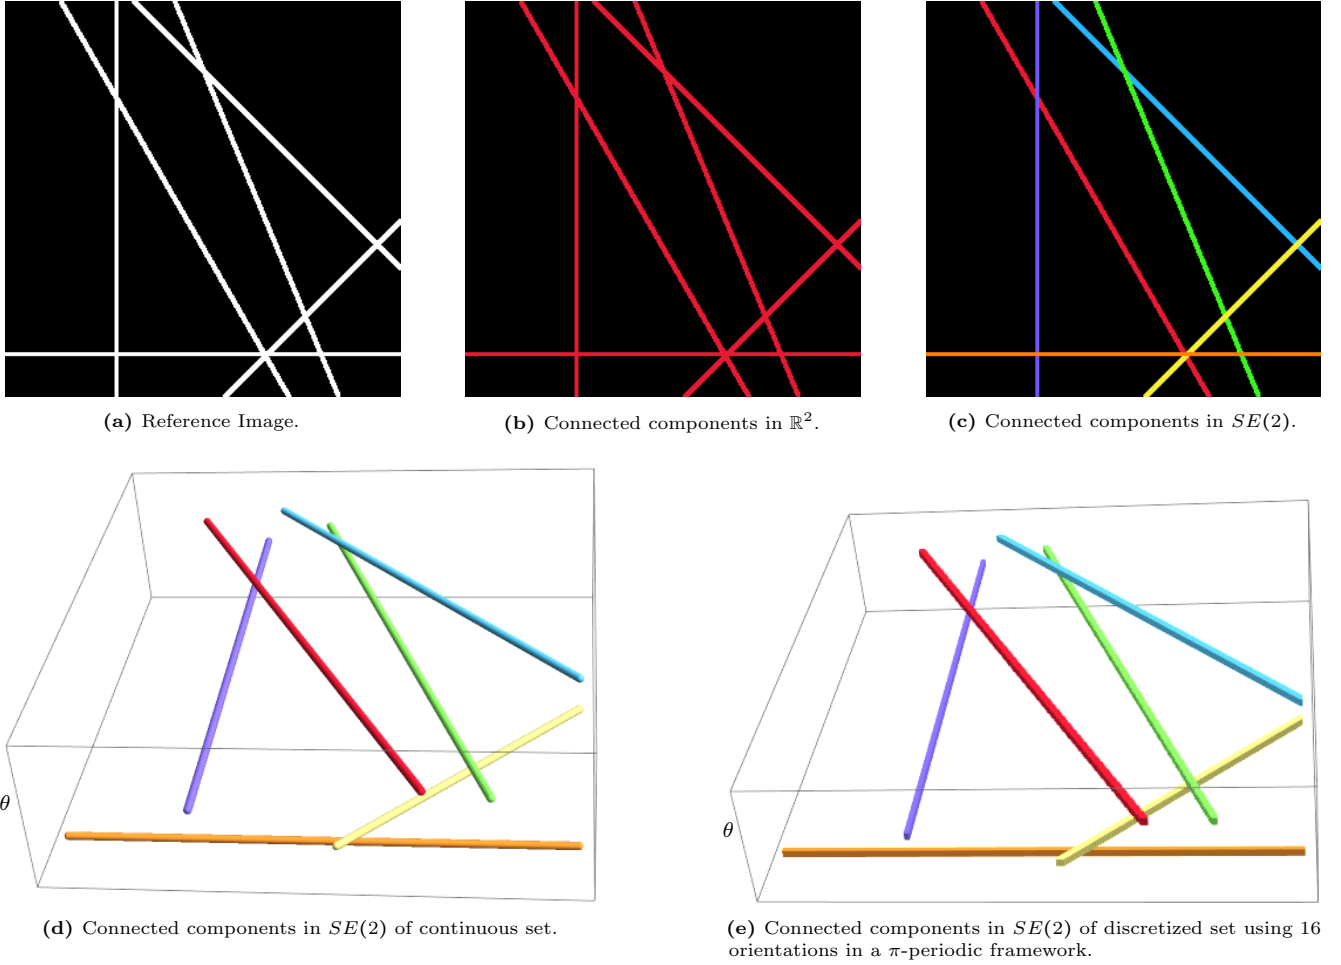 (a) Reference Image.
(b) Connected components in ℝ².
(c) Connected components in SE(2).
θ
θ
(d) Connected components in SE(2) of continuous set.
(e) Connected components in SE(2) of discretized set using 16
orientations in a π-periodic framework.